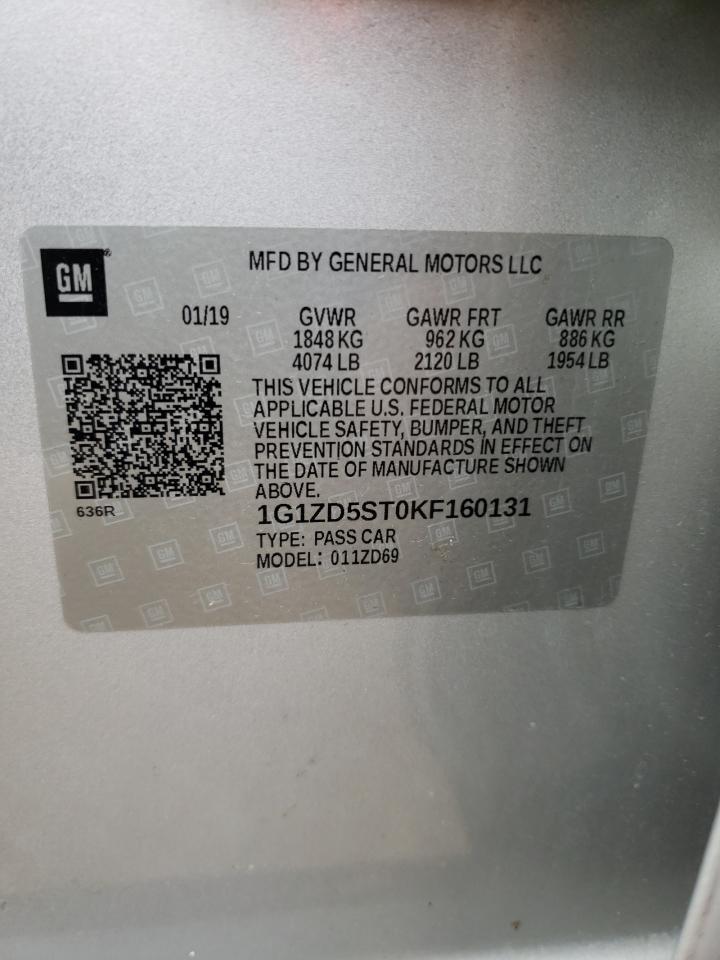 GM
MFD BY GENERAL MOTORS LLC
01/19 GVWR GAWR FRT GAWR RR
1848 KG 962 KG 886 KG
4074 LB 2120 LB 1954 LB
THIS VEHICLE CONFORMS TO ALL
APPLICABLE U.S. FEDERAL MOTOR
VEHICLE SAFETY, BUMPER, AND THEFT
PREVENTION STANDARDS IN EFFECT ON
THE DATE OF MANUFACTURE SHOWN
ABOVE.
636R
1G1ZD5ST0KF160131
TYPE: PASS CAR
MODEL: 011ZD69